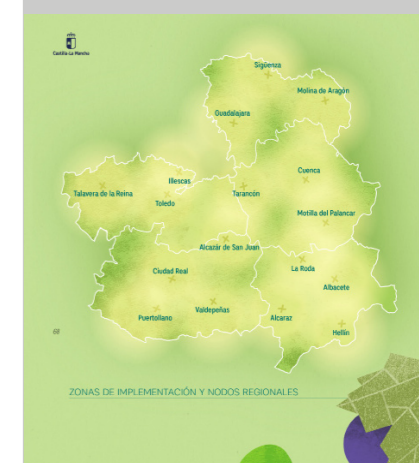 Castilla-La Mancha
Sigüenza
Molina de Aragón
Guadalajara
Cuenca
Illescas
Talavera de la Reina
Tarancón
Toledo
Motilla del Palancar
Alcázar de San Juan
La Roda
Ciudad Real
Albacete
Valdepeñas
Puertollano
Alcaraz
Hellín
ZONAS DE IMPLEMENTACIÓN Y NODOS REGIONALES